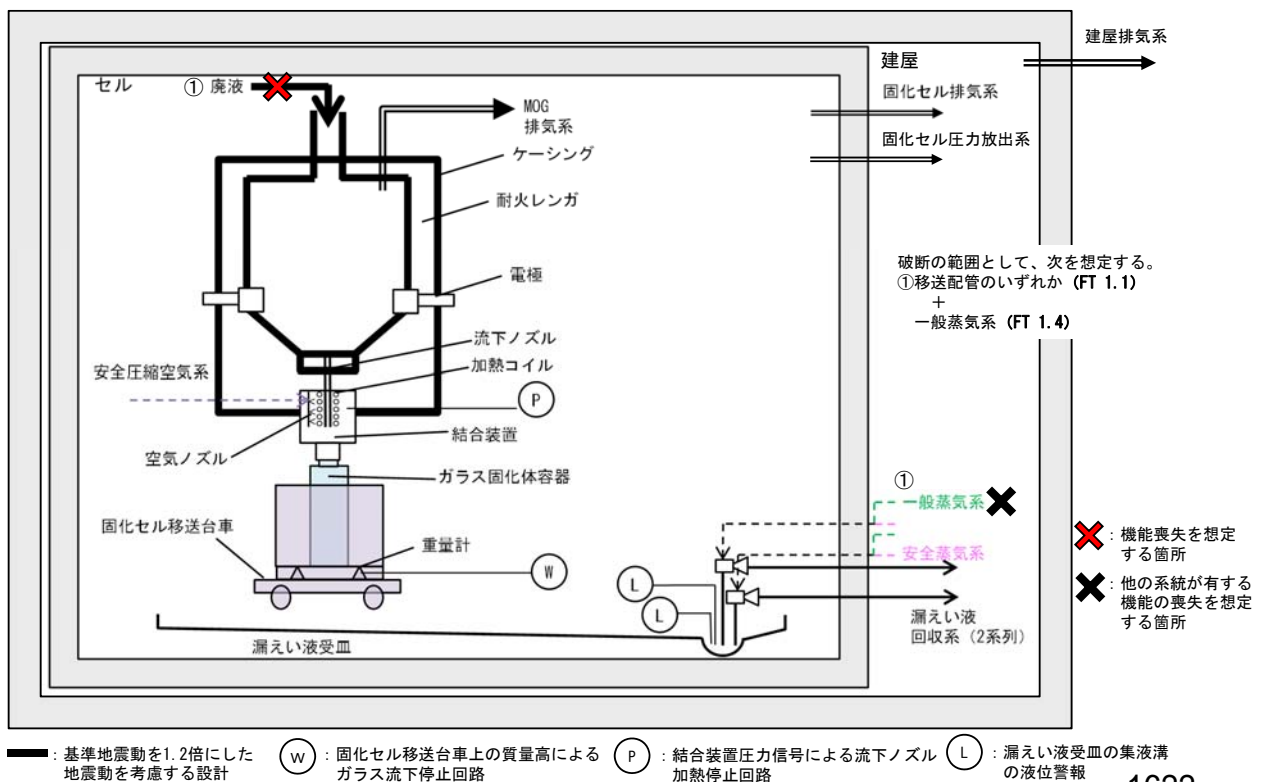 建屋排気系
建屋
セル
① 廃液
固化セル排気系
MOG
排気系
固化セル圧力放出系
ケーシング
耐火レンガ
破断の範囲として、次を想定する。
①移送配管のいずれか (FT 1.1)
＋
一般蒸気系 (FT 1.4)
電極
流下ノズル
加熱コイル
安全圧縮空気系
P
結合装置
空気ノズル
ガラス固化体容器
①
一般蒸気系
固化セル移送台車
重量計
安全蒸気系
：機能喪失を想定
する箇所
W
L
L
：他の系統が有する
機能の喪失を想定
する箇所
漏えい液
回収系（2系列）
漏えい液受皿
：基準地震動を1.2倍にした
地震動を考慮する設計
W ：固化セル移送台車上の質量高による
ガラス流下停止回路
P ：結合装置圧力信号による流下ノズル
加熱停止回路
L ：漏えい液受皿の集液溝
の液位警報